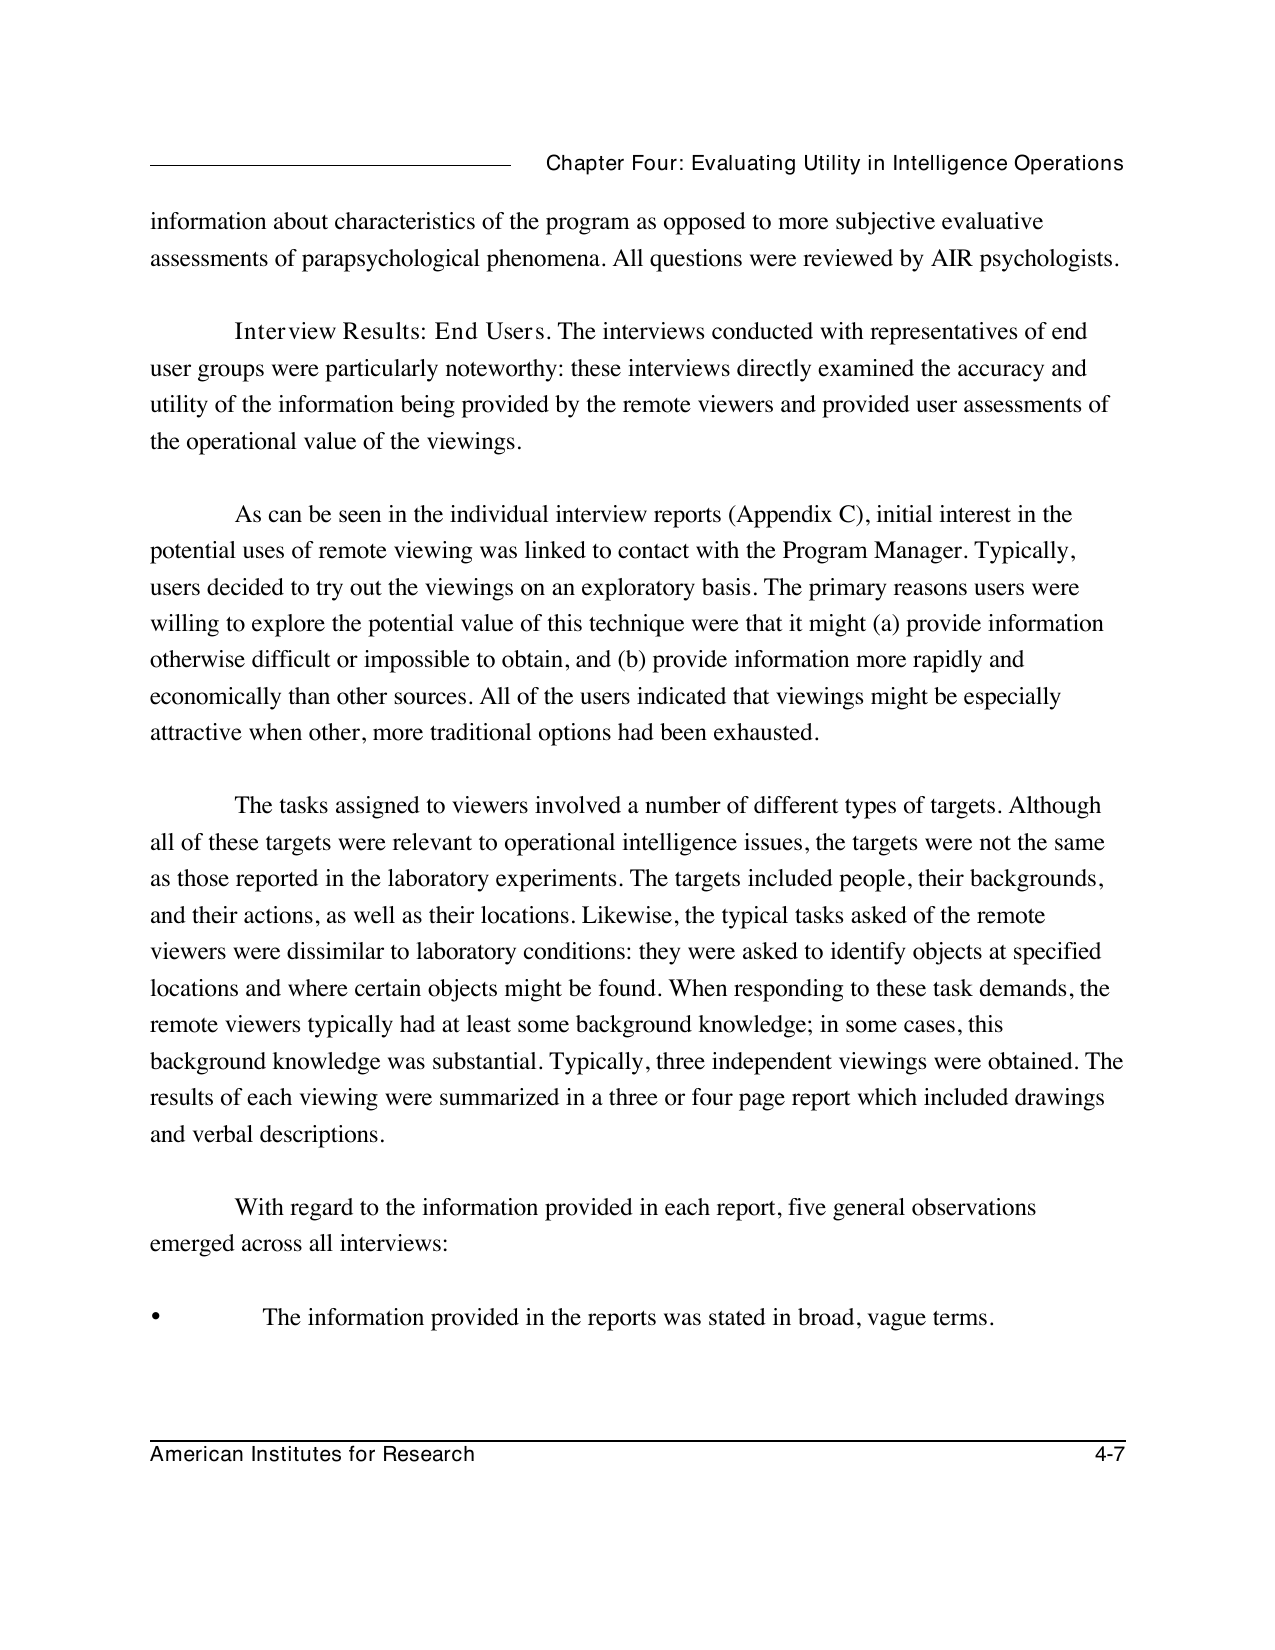 Chapter Four: Evaluating Utility in Intelligence Operations
information about characteristics of the program as opposed to more subjective evaluative
assessments of parapsychological phenomena. All questions were reviewed by AIR psychologists.
Interview Results: End Users. The interviews conducted with representatives of end
user groups were particularly noteworthy: these interviews directly examined the accuracy and
utility of the information being provided by the remote viewers and provided user assessments of
the operational value of the viewings.
As can be seen in the individual interview reports (Appendix C), initial interest in the
potential uses of remote viewing was linked to contact with the Program Manager. Typically,
users decided to try out the viewings on an exploratory basis. The primary reasons users were
willing to explore the potential value of this technique were that it might (a) provide information
otherwise difficult or impossible to obtain, and (b) provide information more rapidly and
economically than other sources. All of the users indicated that viewings might be especially
attractive when other, more traditional options had been exhausted.
The tasks assigned to viewers involved a number of different types of targets. Although
all of these targets were relevant to operational intelligence issues, the targets were not the same
as those reported in the laboratory experiments. The targets included people, their backgrounds,
and their actions, as well as their locations. Likewise, the typical tasks asked of the remote
viewers were dissimilar to laboratory conditions: they were asked to identify objects at specified
locations and where certain objects might be found. When responding to these task demands, the
remote viewers typically had at least some background knowledge; in some cases, this
background knowledge was substantial. Typically, three independent viewings were obtained. The
results of each viewing were summarized in a three or four page report which included drawings
and verbal descriptions.
With regard to the information provided in each report, five general observations
emerged across all interviews:
• The information provided in the reports was stated in broad, vague terms.
American Institutes for Research 4-7